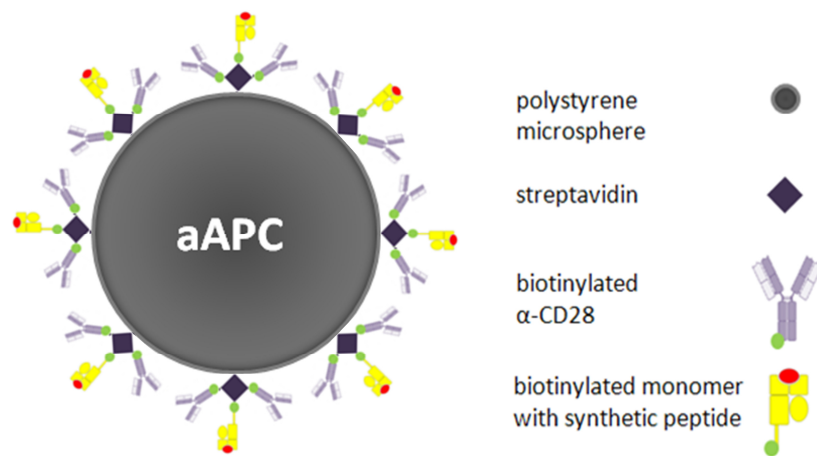 aAPC
polystyrene
microsphere
streptavidin
biotinylated
α-CD28
biotinylated monomer
with synthetic peptide